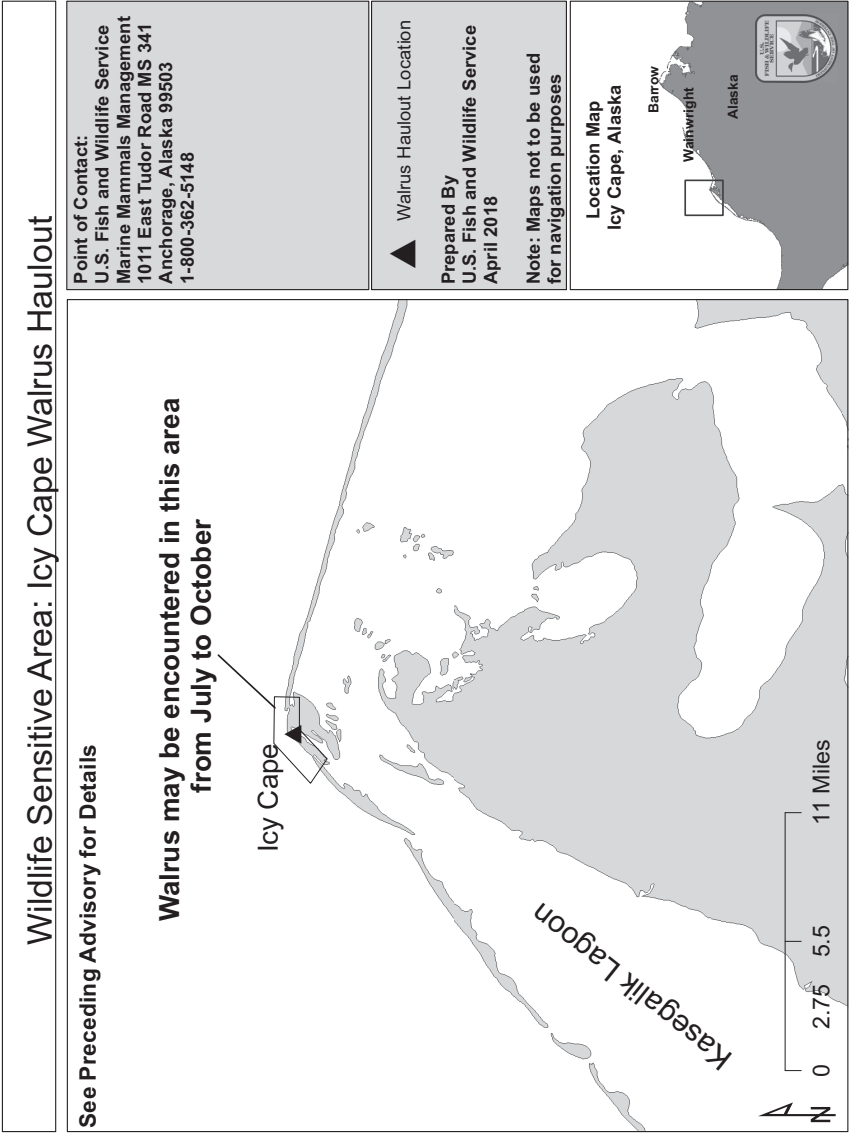 Wildlife Sensitive Area: Icy Cape Walrus Haulout
See Preceding Advisory for Details
Walrus may be encountered in this area
from July to October
Icy Cape
Kasegalik Lagoon
N
0 2.75 5.5 11 Miles
Point of Contact:
U.S. Fish and Wildlife Service
Marine Mammals Management
1011 East Tudor Road MS 341
Anchorage, Alaska 99503
1-800-362-5148
Walrus Haulout Location
Prepared By
U.S. Fish and Wildlife Service
April 2018
Note: Maps not to be used
for navigation purposes
Location Map
Icy Cape, Alaska
Barrow
Wainwright
Alaska
U.S.
FISH & WILDLIFE
SERVICE